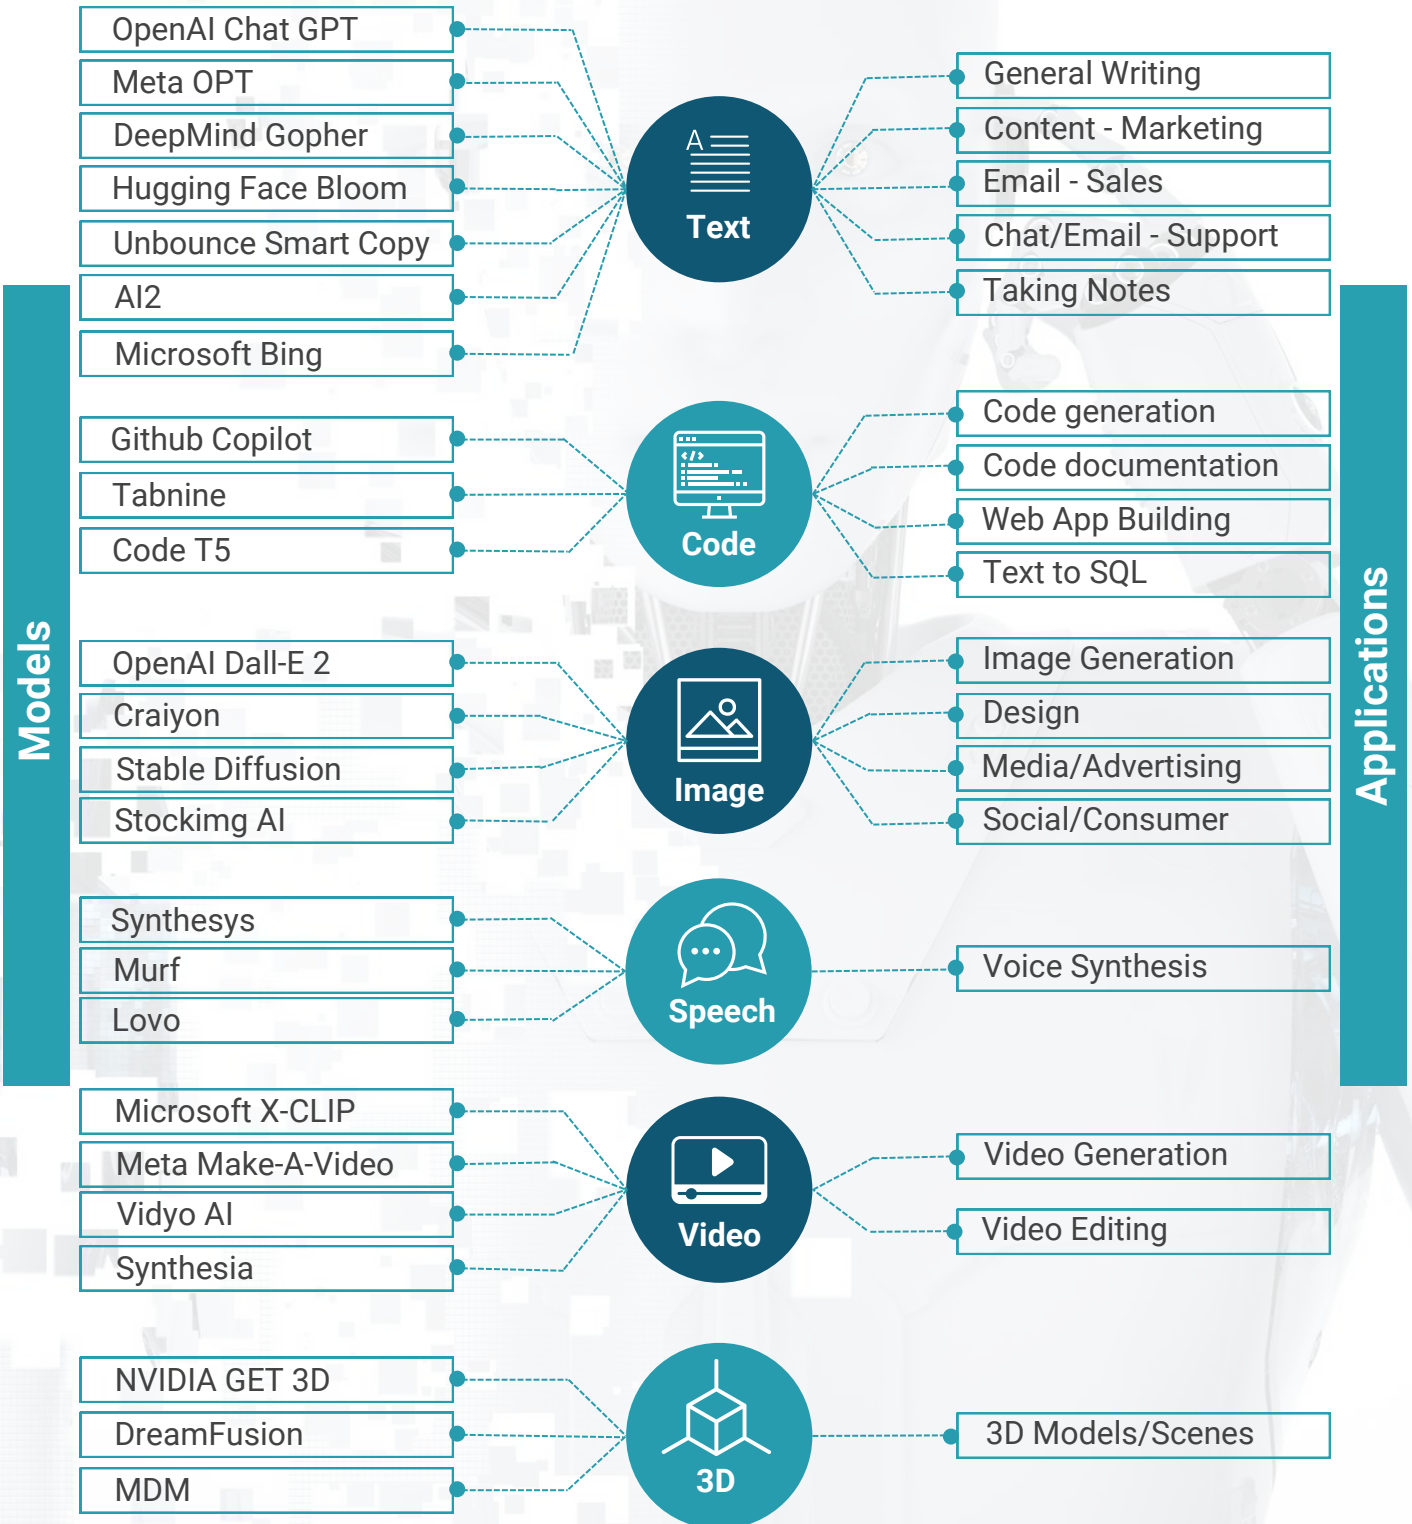 Models
OpenAI Chat GPT
Meta OPT
DeepMind Gopher
Hugging Face Bloom
Unbounce Smart Copy
AI2
Microsoft Bing
A
Text
General Writing
Content - Marketing
Email - Sales
Chat/Email - Support
Taking Notes
Github Copilot
Tabnine
Code T5
</>
Code
Code generation
Code documentation
Web App Building
Text to SQL
OpenAI Dall-E 2
Craiyon
Stable Diffusion
Stockimg AI
Image
Image Generation
Design
Media/Advertising
Social/Consumer
Synthesys
Murf
Lovo
Speech
Voice Synthesis
Microsoft X-CLIP
Meta Make-A-Video
Vidyo AI
Synthesia
Video
Video Generation
Video Editing
NVIDIA GET 3D
DreamFusion
MDM
3D
3D Models/Scenes
Applications